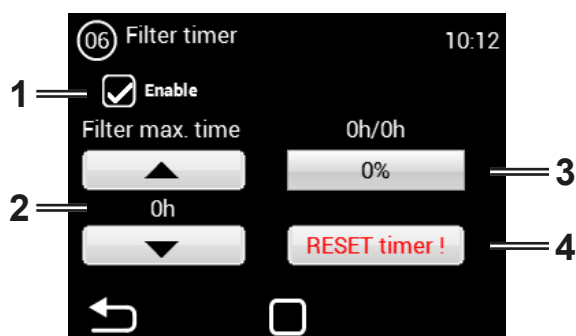 06 Filter timer 10:12
1 Enable
Filter max. time 0h/0h
0% 3
2 0h
RESET timer ! 4